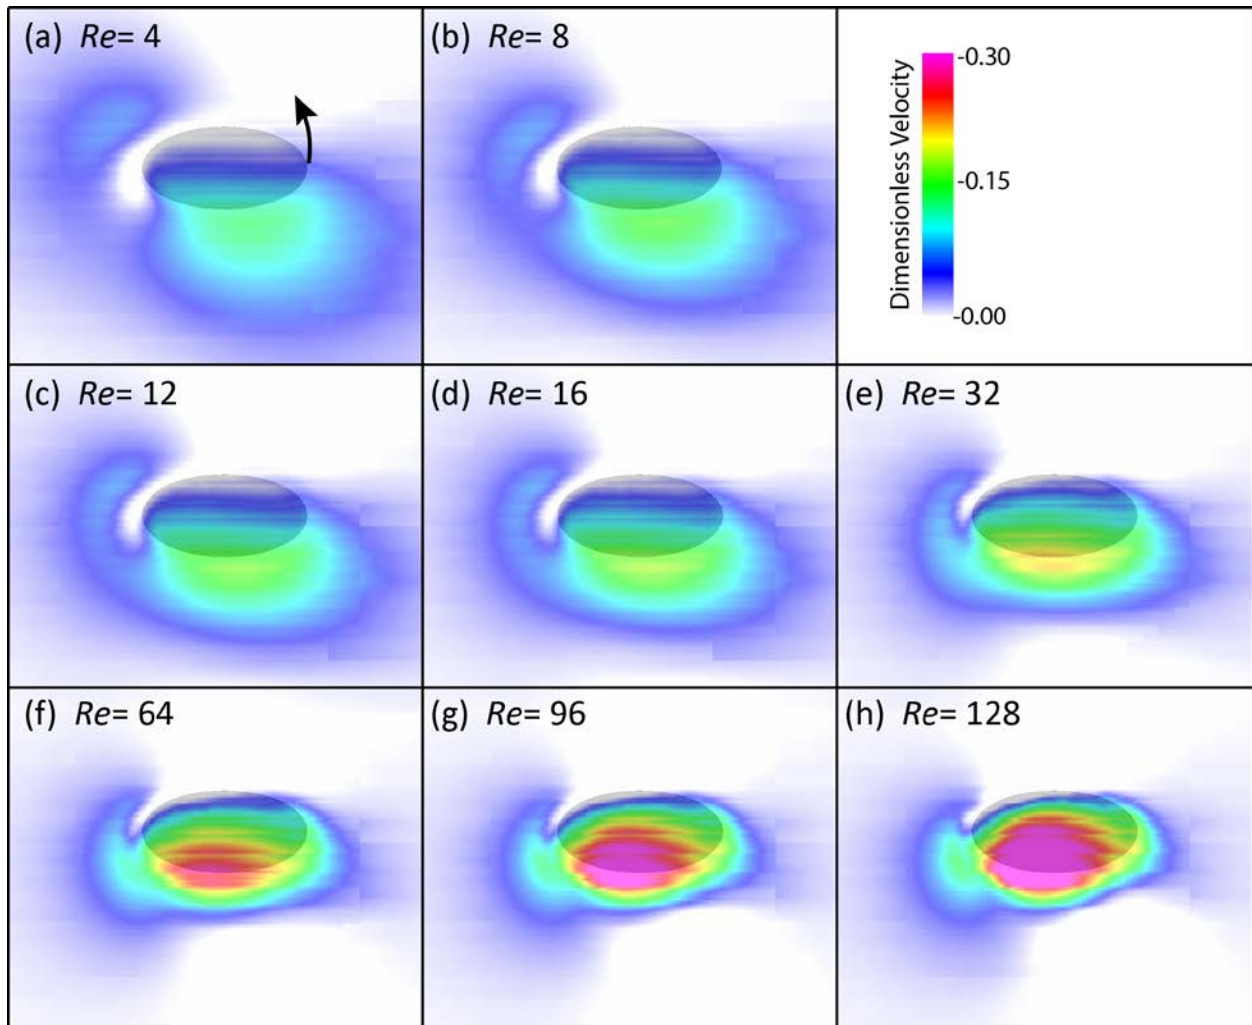 (a) Re= 4
(b) Re= 8
Dimensionless Velocity
-0.30
-0.15
-0.00
(c) Re= 12
(d) Re= 16
(e) Re= 32
(f) Re= 64
(g) Re= 96
(h) Re= 128